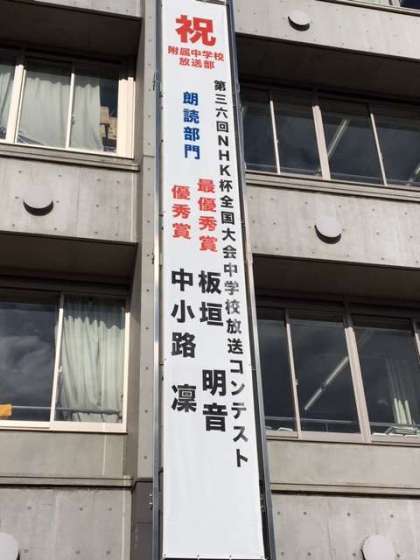 祝
附属中学校
放送部
第三六回NHK杯全国大会中学校放送コンテスト
朗読部門
最優秀賞 板垣 明音
優秀賞 中小路 凜